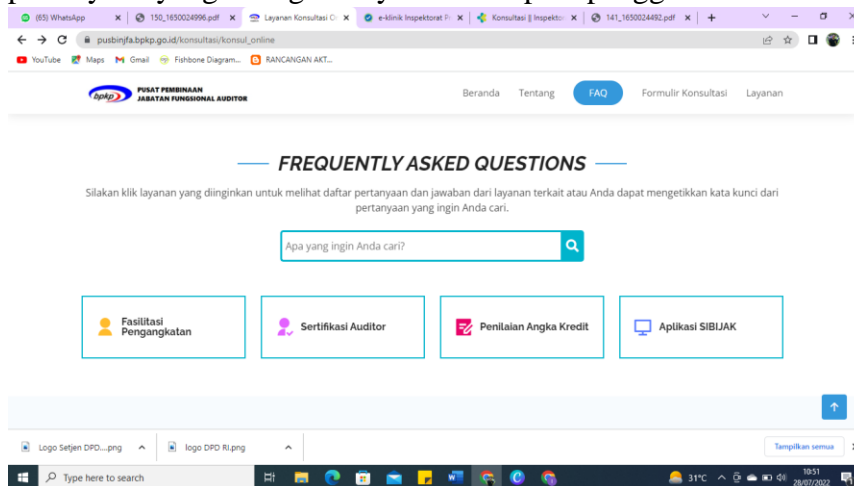 (65) WhatsApp
150_1650024996.pdf
Layanan Konsultasi O
e-klinik Inspektorat P
Konsultasi || Inspektor
141_1650024492.pdf
pusbinjfa.bpkp.go.id/konsultasi/konsul_online
YouTube Maps Gmail Fishbone Diagram... RANCANGAN AKT...
bpkp
PUSAT PEMBINAAN
JABATAN FUNGSIONAL AUDITOR
Beranda Tentang FAQ Formulir Konsultasi Layanan
FREQUENTLY ASKED QUESTIONS
Silakan klik layanan yang diinginkan untuk melihat daftar pertanyaan dan jawaban dari layanan terkait atau Anda dapat mengetikkan kata kunci dari
pertanyaan yang ingin Anda cari.
Apa yang ingin Anda cari?
Fasilitasi
Pengangkatan
Sertifikasi Auditor
Penilaian Angka Kredit
Aplikasi SIBIJAK
Logo Setjen DPD....png
logo DPD RI.png
Tampilkan semua
Type here to search
31°C
10:51
28/07/2022